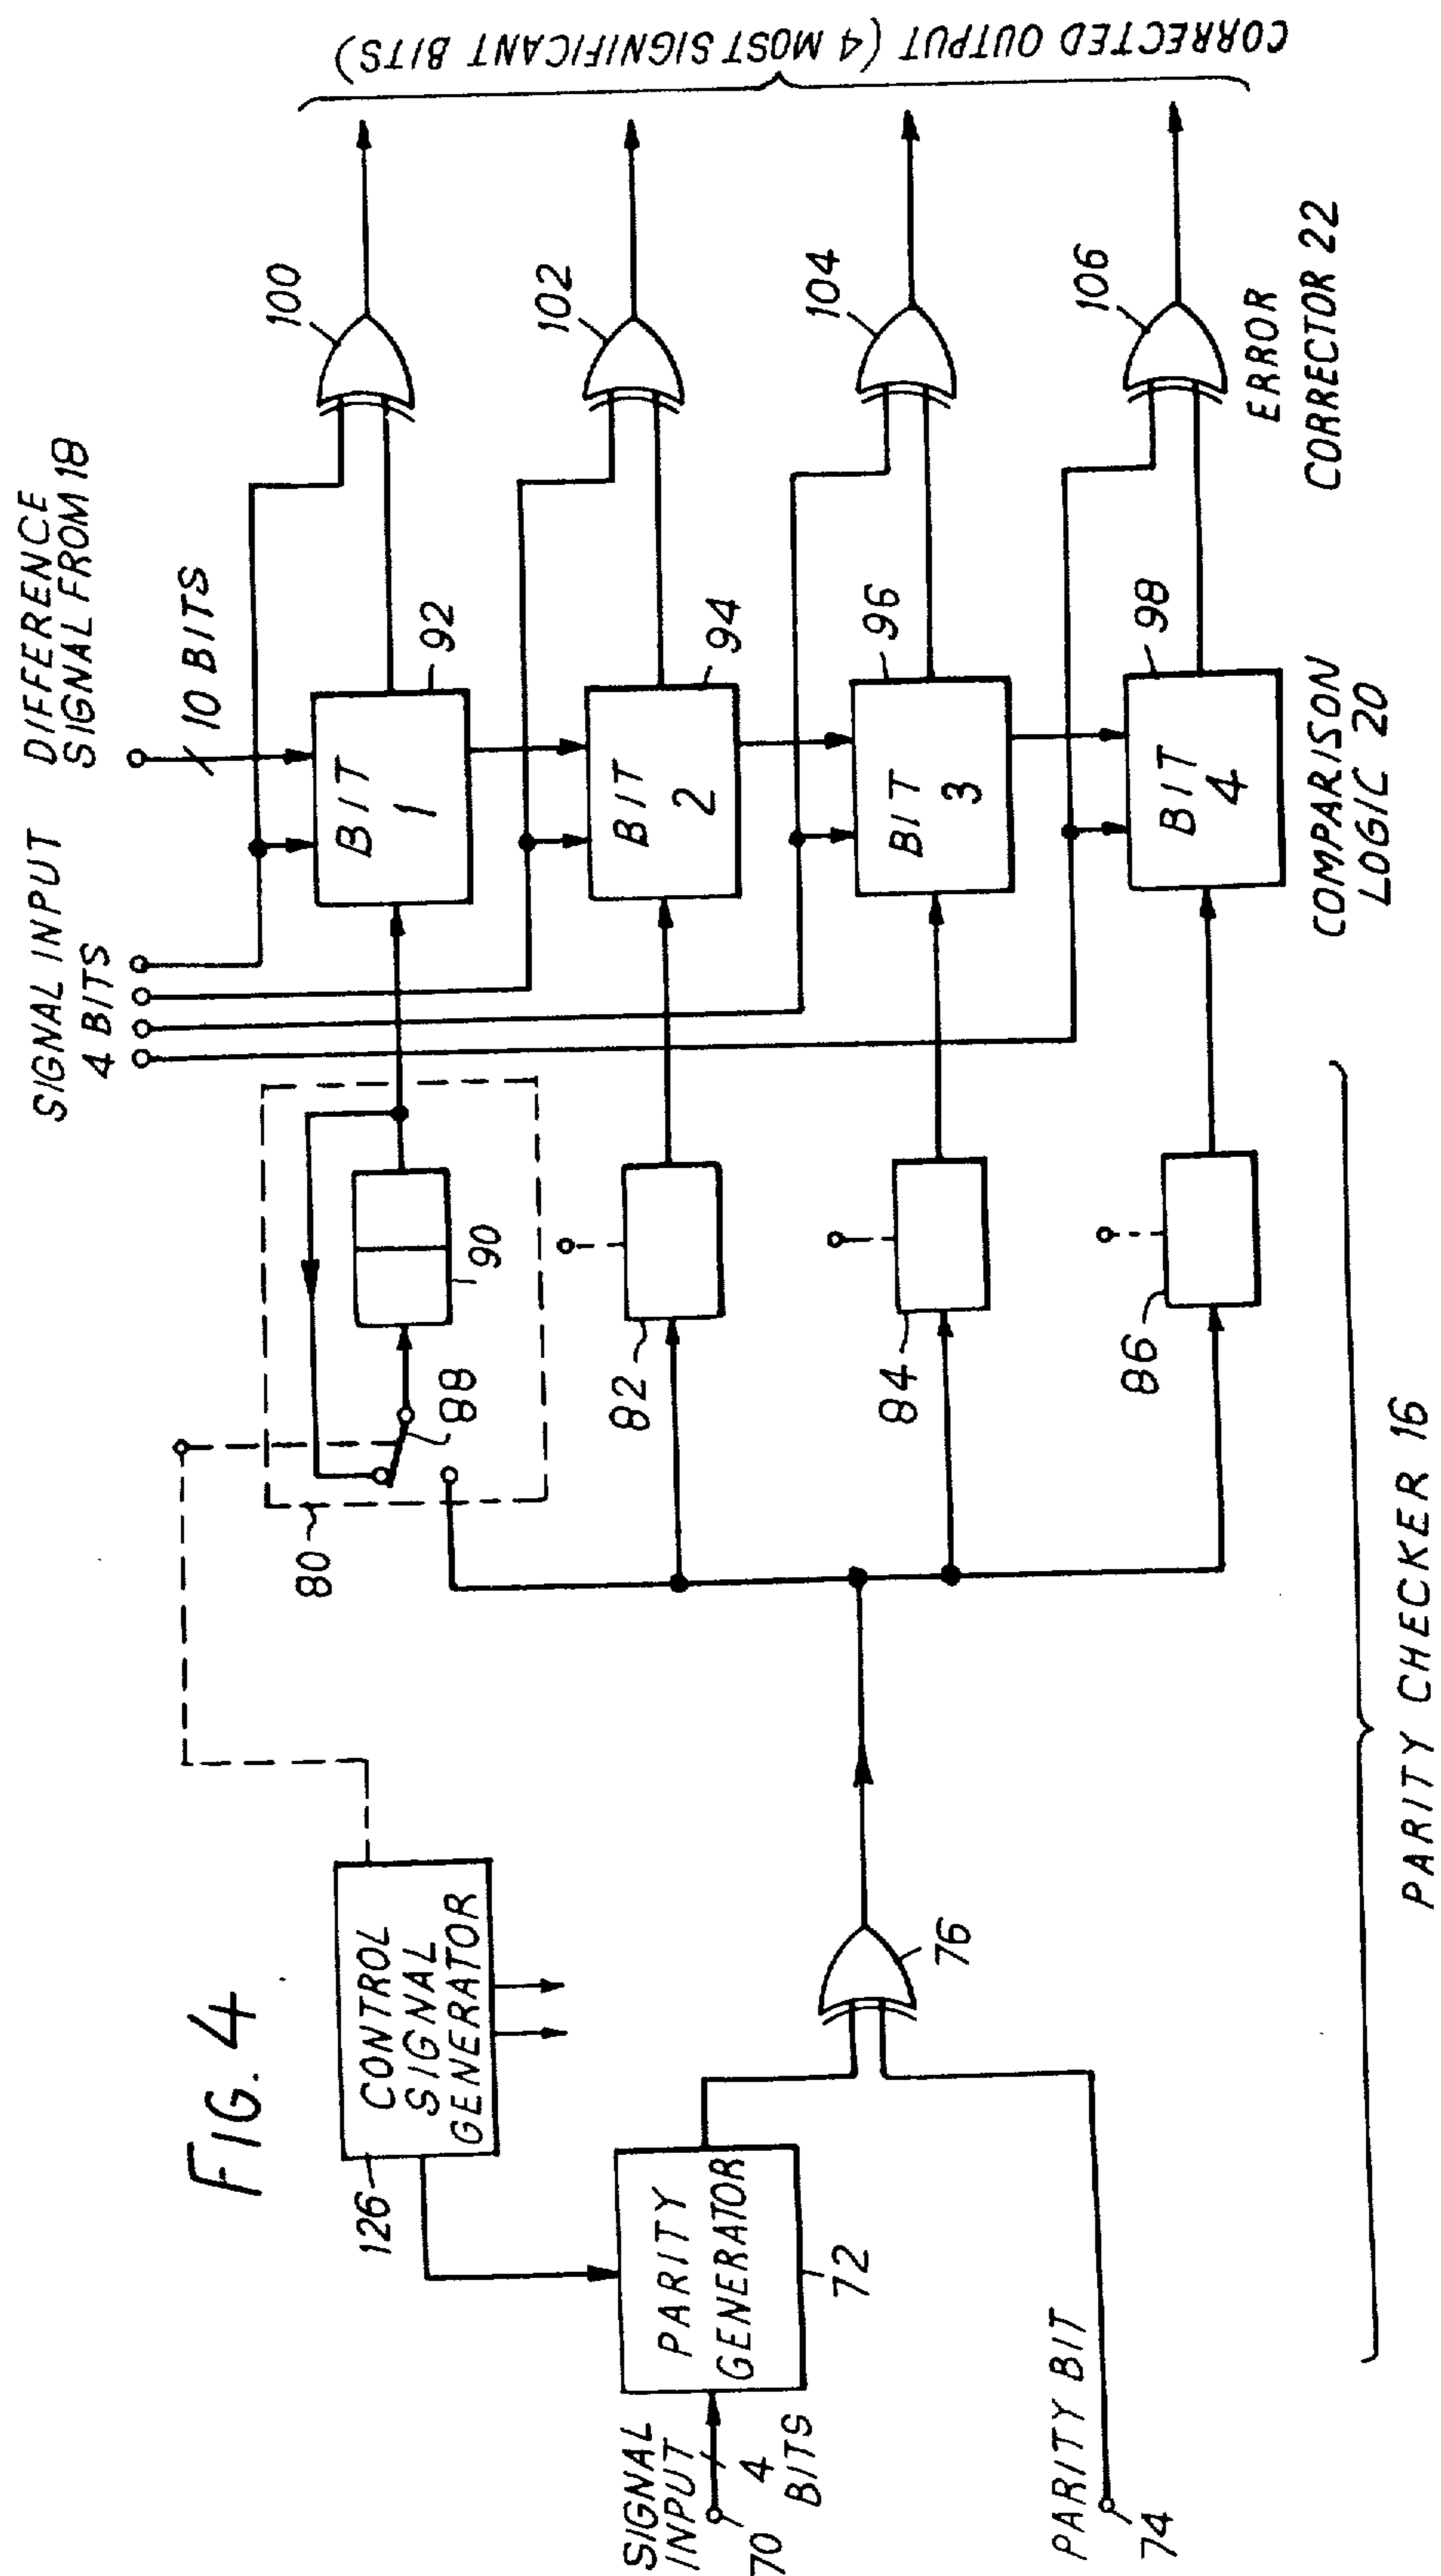 FIG. 4
SIGNAL
INPUT
70
4
BITS
PARITY
GENERATOR
72
PARITY BIT
74
126
CONTROL
SIGNAL
GENERATOR
76
80
88
90
82
84
86
PARITY CHECKER 16
SIGNAL INPUT
4 BITS
DIFFERENCE
SIGNAL FROM 18
10 BITS
BIT
1
92
BIT
2
94
BIT
3
96
BIT
4
98
COMPARISON
LOGIC 20
100
102
104
106
ERROR
CORRECTOR 22
CORRECTED OUTPUT (4 MOST SIGNIFICANT BITS)